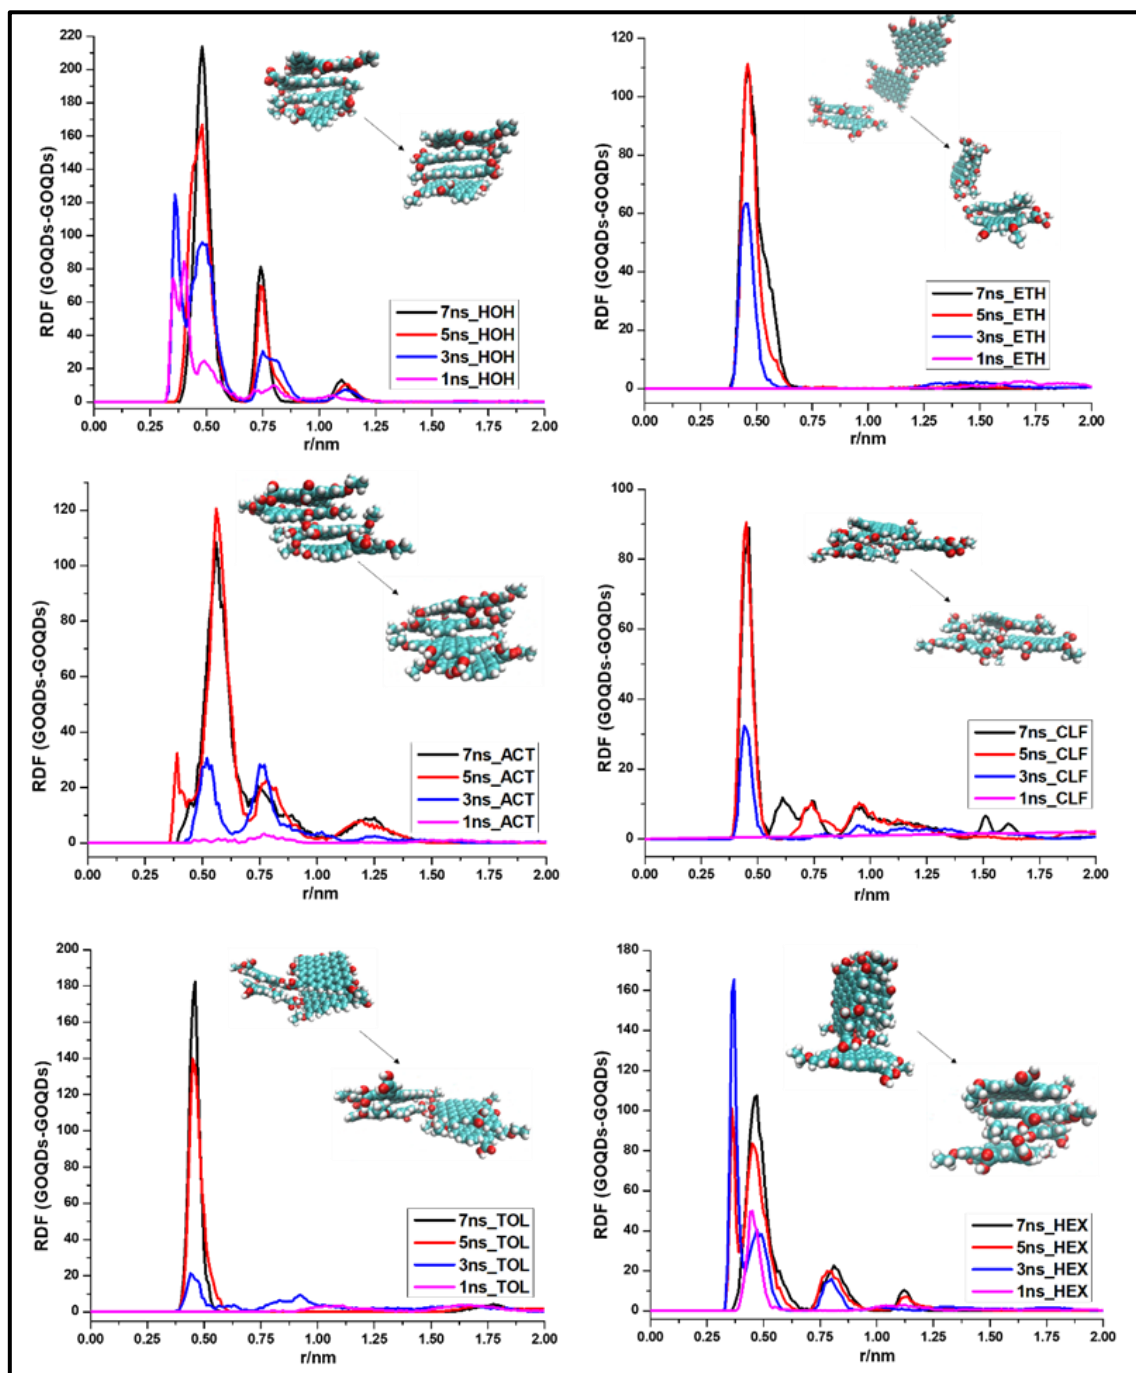 RDF (GOQDs-GOQDs)
220
200
180
160
140
120
100
80
60
40
20
0
7ns_HOH
5ns_HOH
3ns_HOH
1ns_HOH
0.00 0.25 0.50 0.75 1.00 1.25 1.50 1.75 2.00
r/nm
RDF (GOQDs-GOQDs)
120
100
80
60
40
20
0
7ns_ETH
5ns_ETH
3ns_ETH
1ns_ETH
0.00 0.25 0.50 0.75 1.00 1.25 1.50 1.75 2.00
r/nm
RDF (GOQDs-GOQDs)
120
100
80
60
40
20
0
7ns_ACT
5ns_ACT
3ns_ACT
1ns_ACT
0.00 0.25 0.50 0.75 1.00 1.25 1.50 1.75 2.00
r/nm
RDF (GOQDs-GOQDs)
100
80
60
40
20
0
7ns_CLF
5ns_CLF
3ns_CLF
1ns_CLF
0.00 0.25 0.50 0.75 1.00 1.25 1.50 1.75 2.00
r/nm
RDF (GOQDs-GOQDs)
200
180
160
140
120
100
80
60
40
20
0
7ns_TOL
5ns_TOL
3ns_TOL
1ns_TOL
0.00 0.25 0.50 0.75 1.00 1.25 1.50 1.75 2.00
r/nm
RDF (GOQDs-GOQDs)
180
160
140
120
100
80
60
40
20
0
7ns_HEX
5ns_HEX
3ns_HEX
1ns_HEX
0.00 0.25 0.50 0.75 1.00 1.25 1.50 1.75 2.00
r/nm